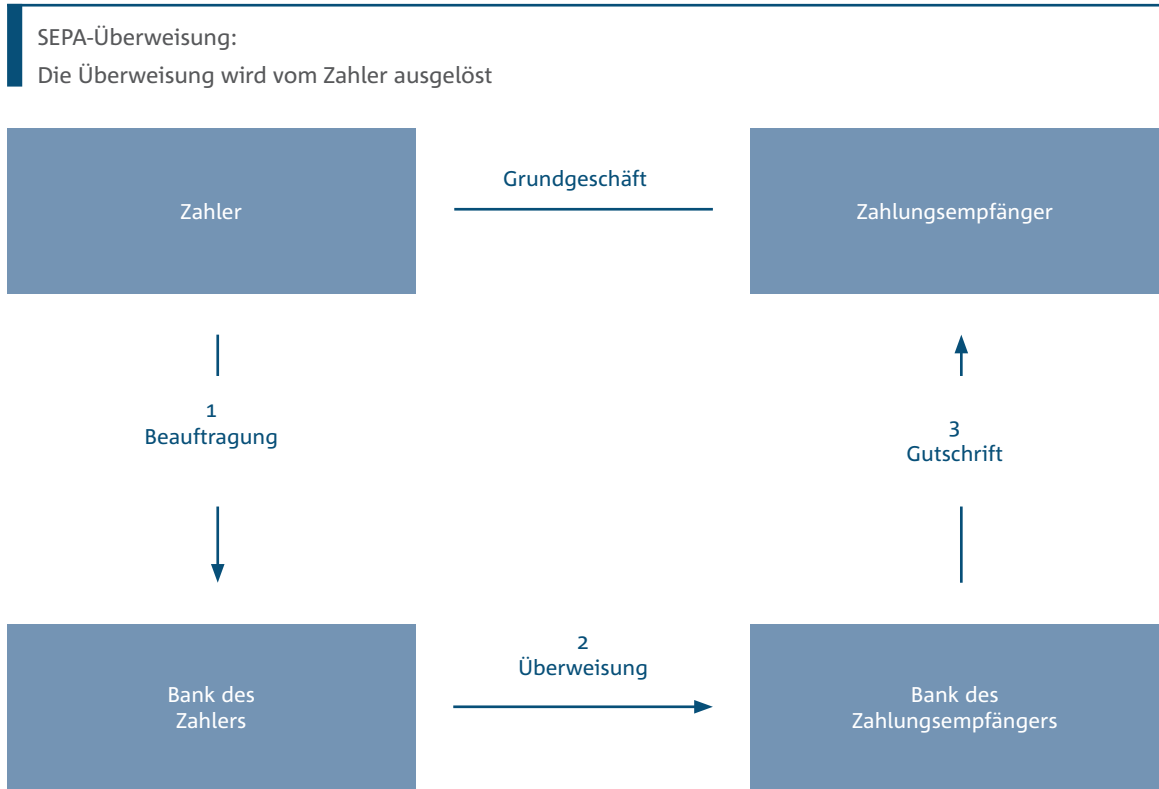 SEPA-Überweisung:
Die Überweisung wird vom Zahler ausgelöst
Zahler
Grundgeschäft
Zahlungsempfänger
1
Beauftragung
3
Gutschrift
Bank des
Zahlers
2
Überweisung
Bank des
Zahlungsempfängers